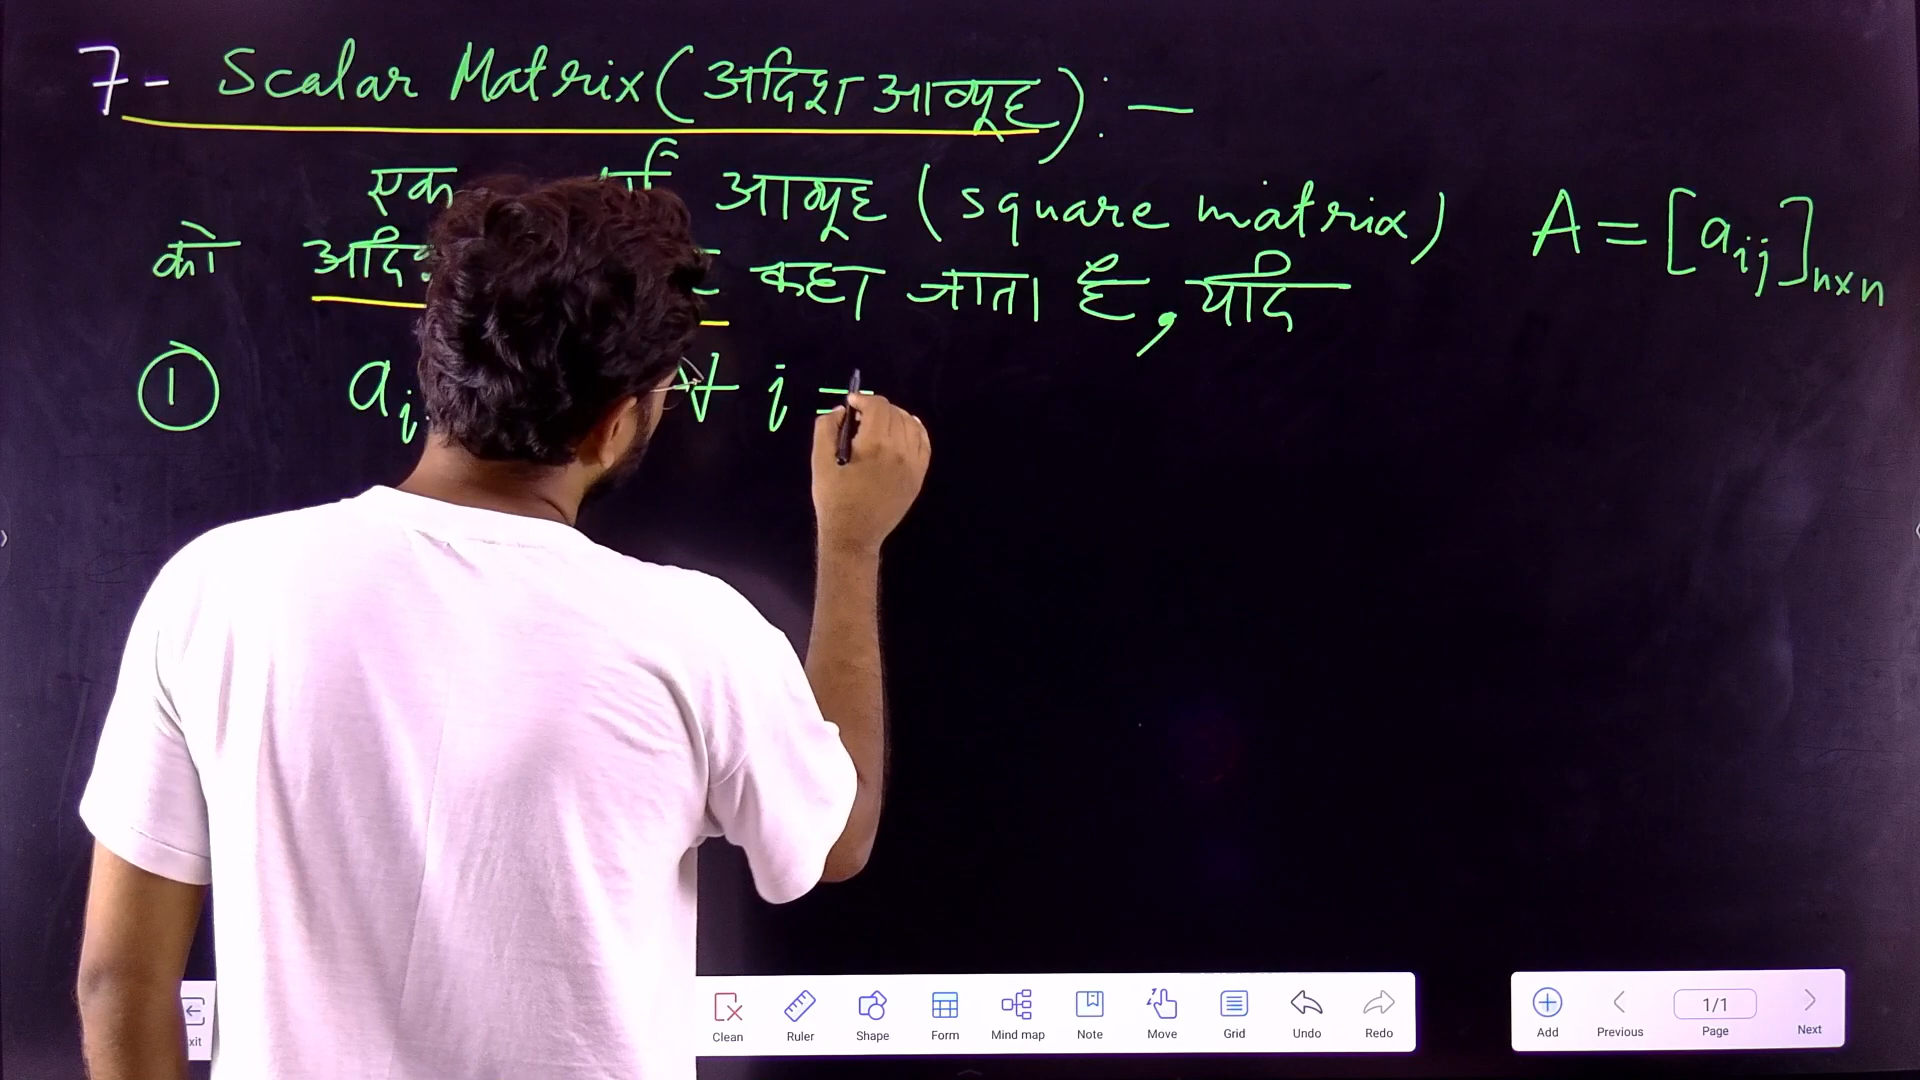 7- Scalar Matrix (अदिश आव्यूह) : —
एक आव्यूह (square matrix) A = [aij]n×n
को कहा जाता है, यदि
① ai ∀ i =
Clean Ruler Shape Form Mind map Note Move Grid Undo Redo Add Previous 1/1 Page Next